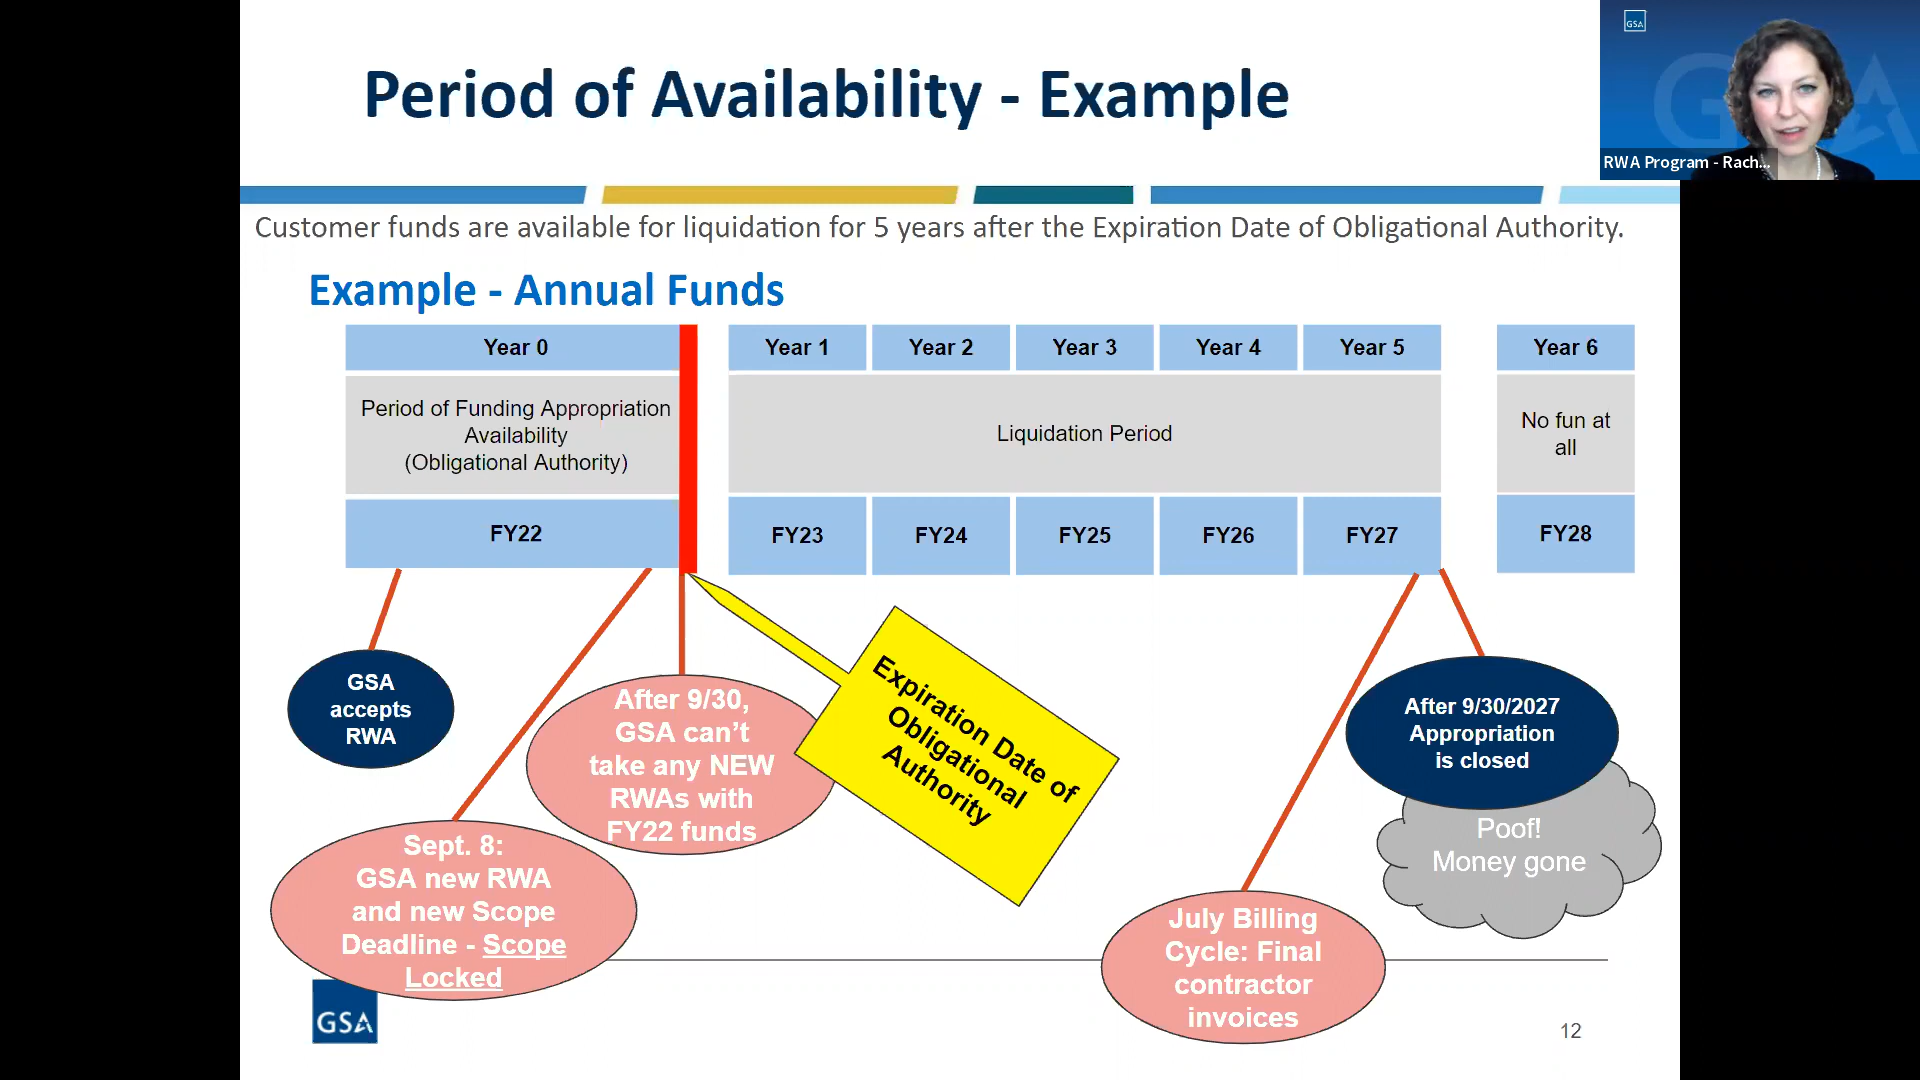 Period of Availability - Example
GSA
RWA Program - Rach...
Customer funds are available for liquidation for 5 years after the Expiration Date of Obligational Authority.
Example - Annual Funds
Year 0
Year 1
Year 2
Year 3
Year 4
Year 5
Year 6
Period of Funding Appropriation
Availability
(Obligational Authority)
Liquidation Period
No fun at
all
FY22
FY23
FY24
FY25
FY26
FY27
FY28
GSA
accepts
RWA
Sept. 8:
GSA new RWA
and new Scope
Deadline - Scope
Locked
After 9/30,
GSA can't
take any NEW
RWAs with
FY22 funds
Expiration Date of
Obligational
Authority
July Billing
Cycle: Final
contractor
invoices
After 9/30/2027
Appropriation
is closed
Poof!
Money gone
GSA
12